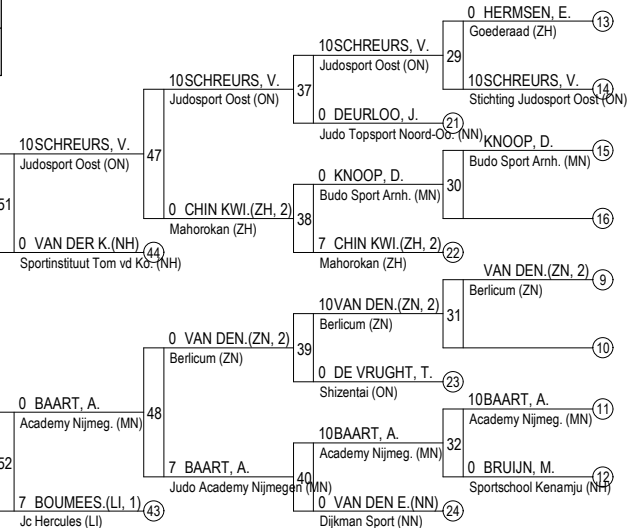 0 HERMSEN, E.
Goederaad (ZH)
13
29
10SCHREURS, V.
Stichting Judosport Oost (ON)
14
10SCHREURS, V.
Judosport Oost (ON)
37
0 DEURLOO, J.
Judo Topsport Noord-Oo. (NN)
21
10SCHREURS, V.
Judosport Oost (ON)
47
KNOOP, D.
Budo Sport Arnh. (MN)
15
30
16
0 KNOOP, D.
Budo Sport Arnh. (MN)
38
7 CHIN KWI.(ZH, 2)
Mahorokan (ZH)
22
0 CHIN KWI.(ZH, 2)
Mahorokan (ZH)
10SCHREURS, V.
Judosport Oost (ON)
51
0 VAN DER K.(NH)
Sportinstituut Tom vd Ko. (NH)
44
VAN DEN.(ZN, 2)
Berlicum (ZN)
9
31
10
10VAN DEN.(ZN, 2)
Berlicum (ZN)
39
0 DE VRUGHT, T.
Shizentai (ON)
23
0 VAN DEN.(ZN, 2)
Berlicum (ZN)
48
10BAART, A.
Academy Nijmeg. (MN)
11
32
0 BRUIJN, M.
Sportschool Kenamju (NH)
12
10BAART, A.
Academy Nijmeg. (MN)
40
0 VAN DEN E.(NN)
Dijkman Sport (NN)
24
7 BAART, A.
Judo Academy Nijmegen (MN)
0 BAART, A.
Academy Nijmeg. (MN)
52
7 BOUMEES.(LI, 1)
Jc Hercules (LI)
43